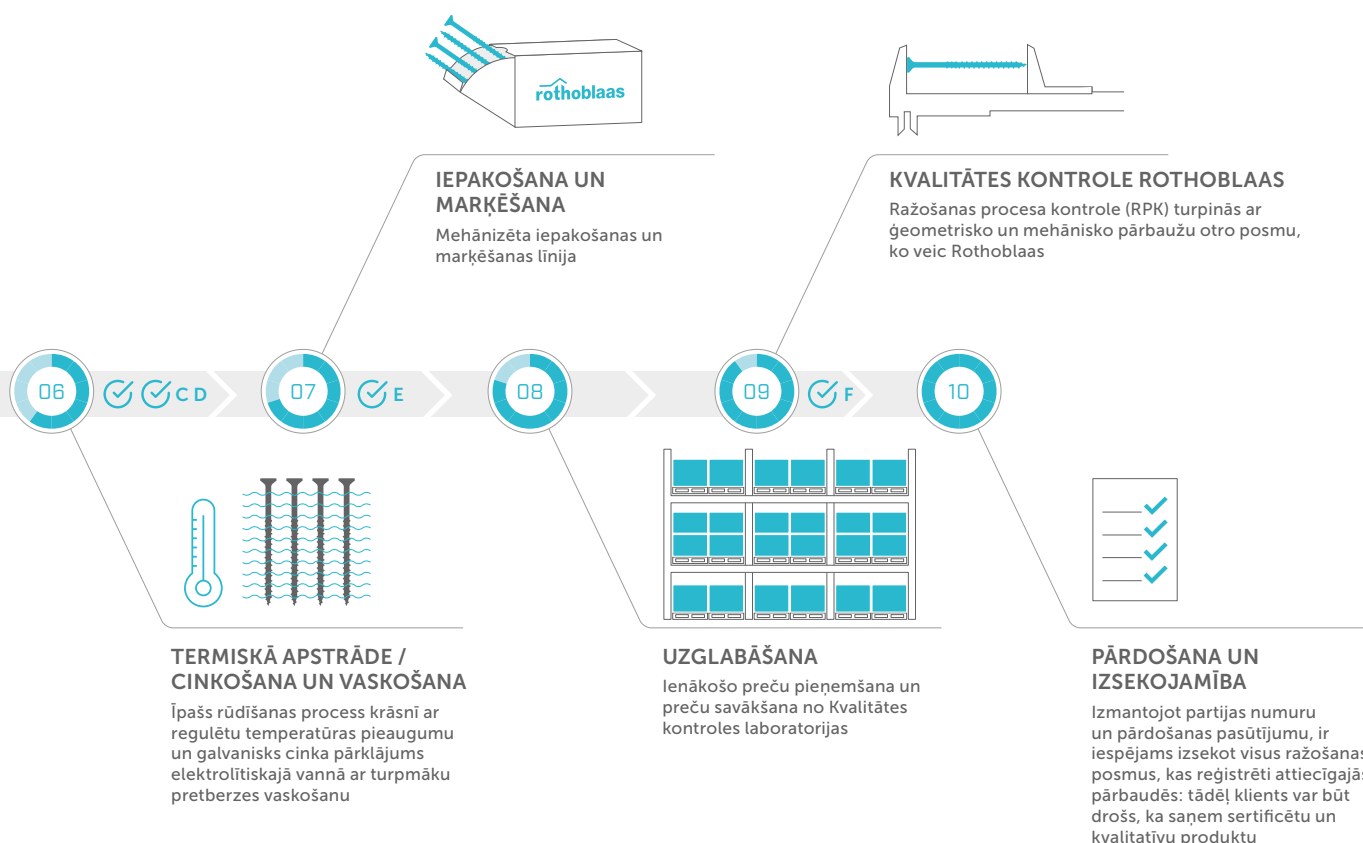 rothoblaas
IEPAKOŠANA UN
MARĶĒŠANA
Mehānizēta iepakošanas un
marķēšanas līnija
KVALITĀTES KONTROLE ROTHOBLAAS
Ražošanas procesa kontrole (RPK) turpinās ar
ģeometrisko un mehānisko pārbaužu otro posmu,
ko veic Rothoblaas
06 C D 07 E 08 09 F 10
TERMISKĀ APSTRĀDE /
CINKOŠANA UN VASKOŠANA
Īpašs rūdīšanas process krāsnī ar
regulētu temperatūras pieaugumu
un galvanisks cinka pārklājums
elektrolītiskajā vannā ar turpmāku
pretberzes vaskošanu
UZGLABĀŠANA
Ienākošo preču pieņemšana un
preču savākšana no Kvalitātes
kontroles laboratorijas
PĀRDOŠANA UN
IZSEKOJAMĪBA
Izmantojot partijas numuru
un pārdošanas pasūtījumu, ir
iespējams izsekot visus ražošanas
posmus, kas reģistrēti attiecīgajās
pārbaudēs: tādēļ klients var būt
drošs, ka saņem sertificētu un
kvalitatīvu produktu